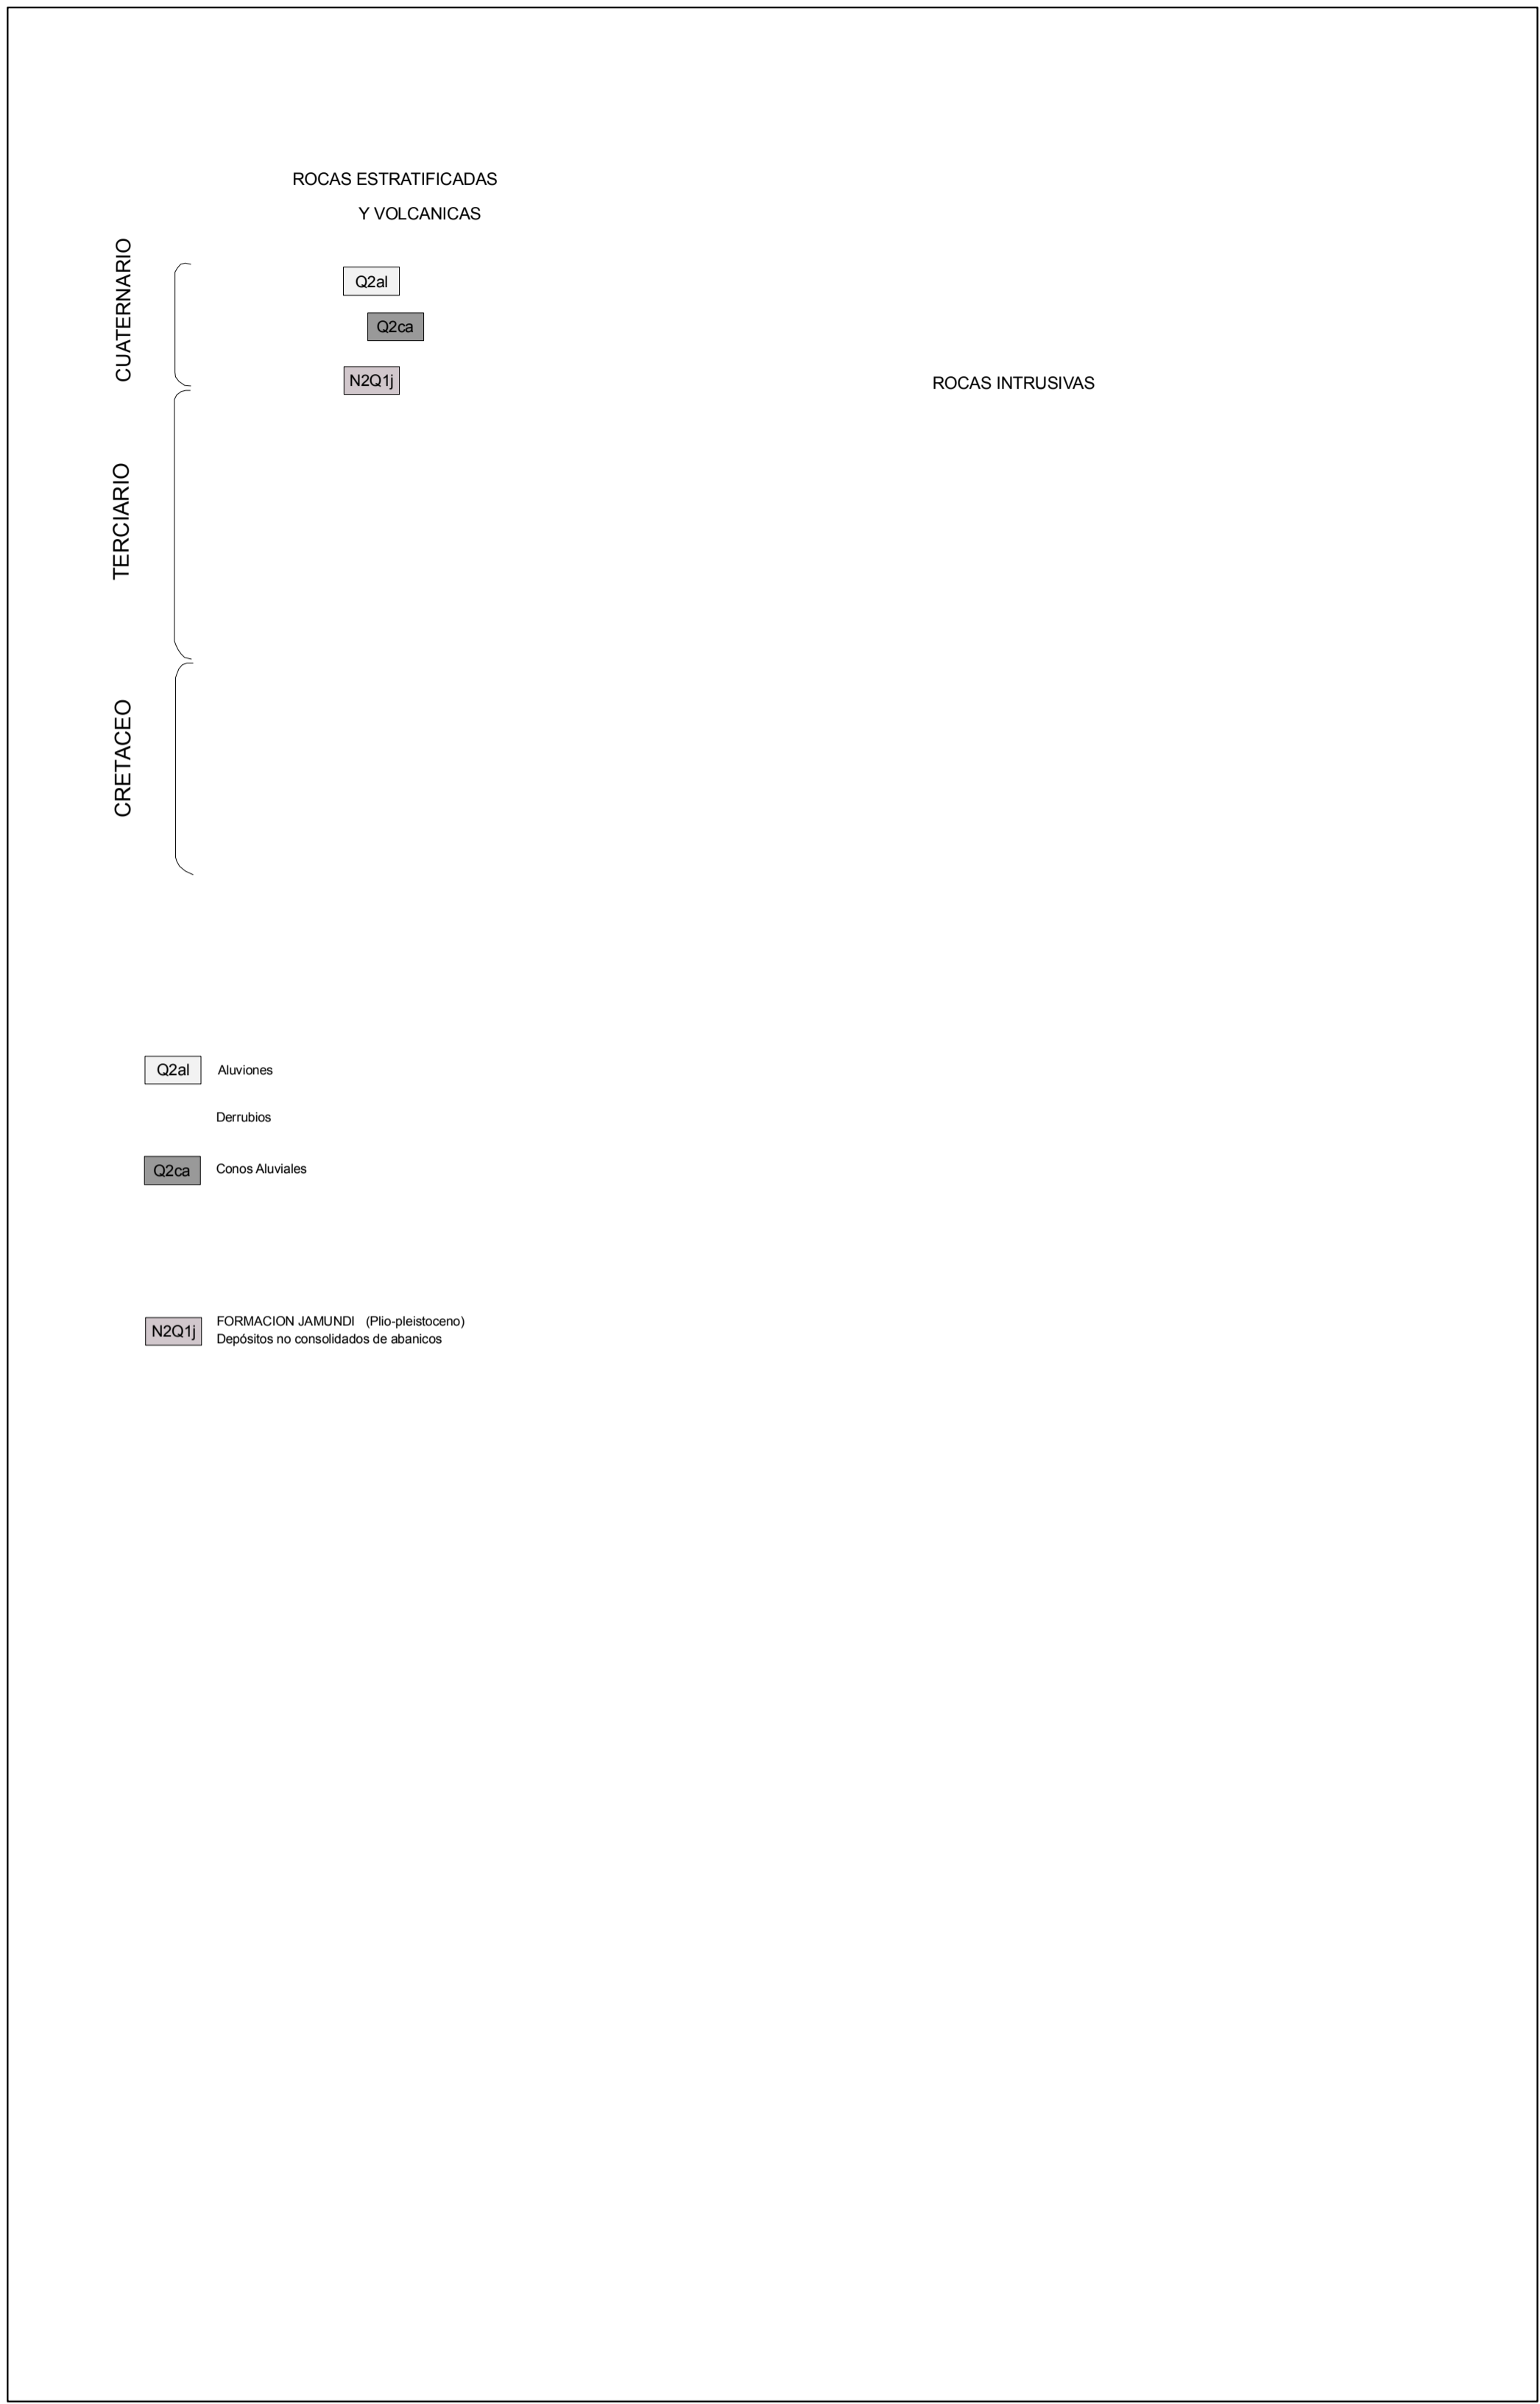 ROCAS ESTRATIFICADAS
Y VOLCANICAS
CUATERNARIO
Q2al
Q2ca
N2Q1j
ROCAS INTRUSIVAS
TERCIARIO
CRETACEO
Q2al Aluviones
Derrubios
Q2ca Conos Aluviales
N2Q1j FORMACION JAMUNDI (Plio-pleistoceno)
Depósitos no consolidados de abanicos